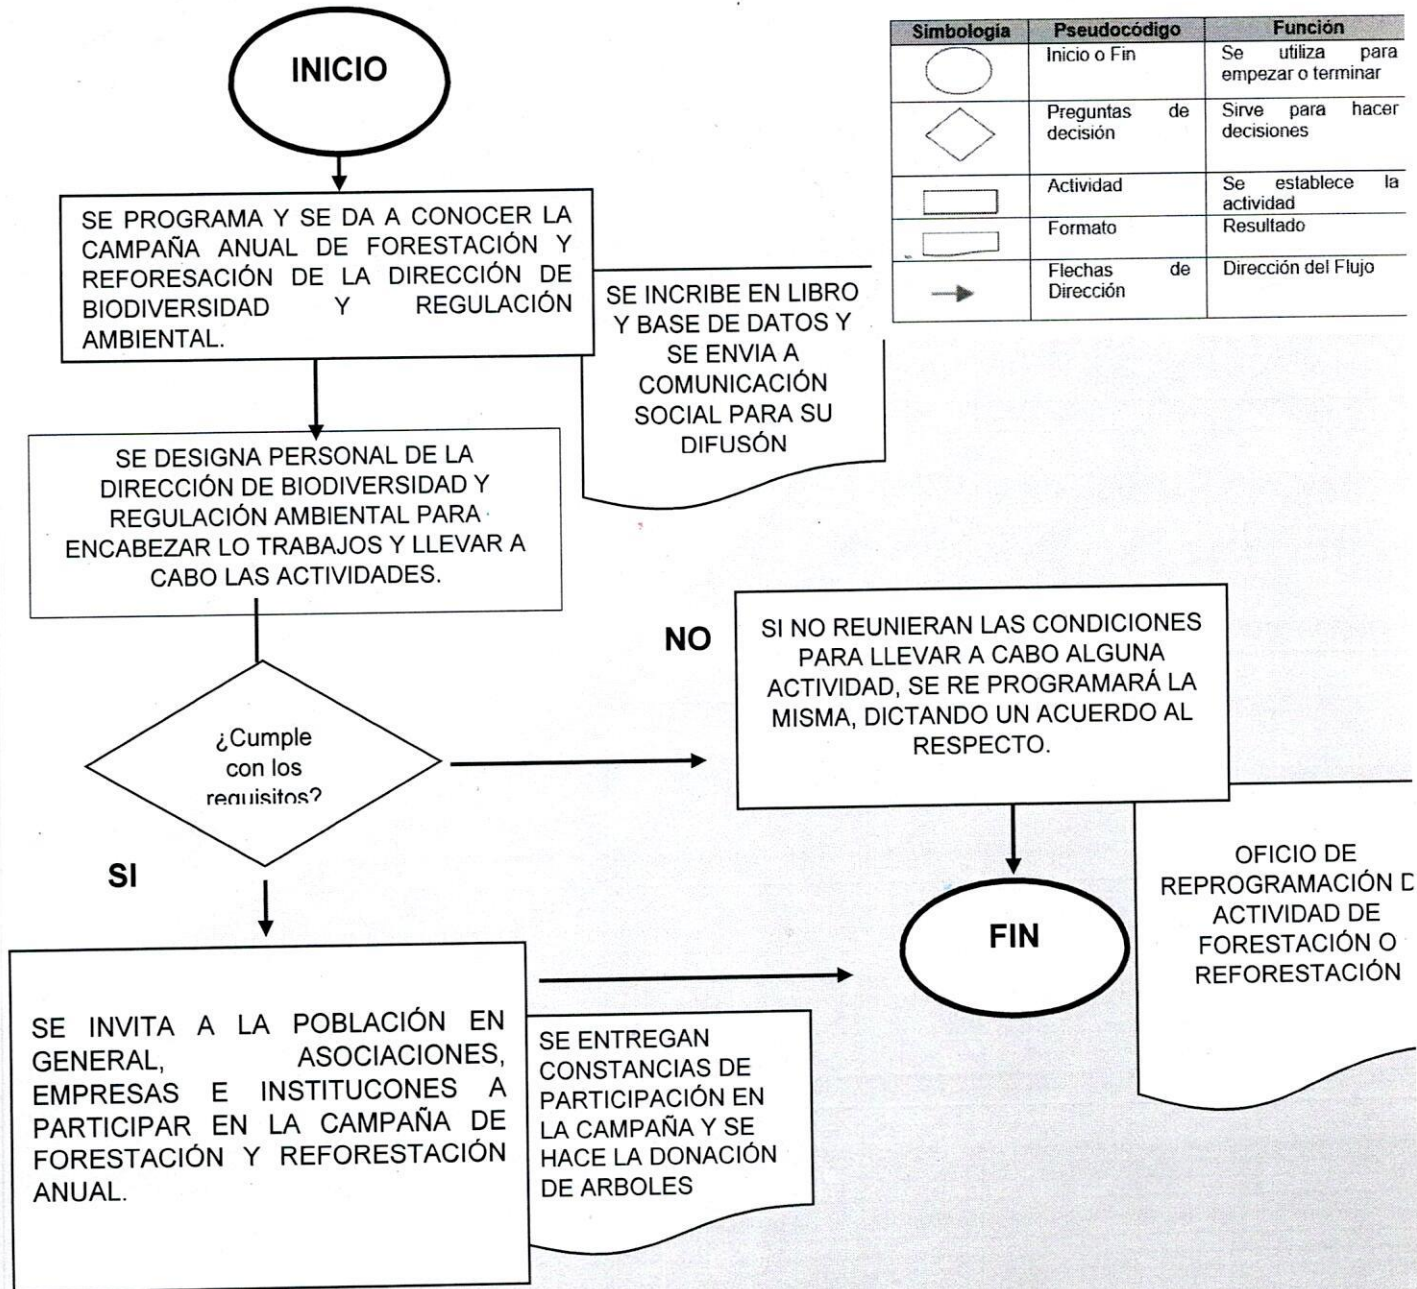 INICIO
Simbología Pseudocódigo Función
Inicio o Fin Se utiliza para
empezar o terminar
Preguntas de Sirve para hacer
decisión decisiones
Actividad Se establece la
actividad
Formato Resultado
Flechas de Dirección del Flujo
Dirección
SE PROGRAMA Y SE DA A CONOCER LA
CAMPAÑA ANUAL DE FORESTACIÓN Y
REFORESACIÓN DE LA DIRECCIÓN DE
BIODIVERSIDAD Y REGULACIÓN
AMBIENTAL.
SE INCRIBE EN LIBRO
Y BASE DE DATOS Y
SE ENVIA A
COMUNICACIÓN
SOCIAL PARA SU
DIFUSÓN
SE DESIGNA PERSONAL DE LA
DIRECCIÓN DE BIODIVERSIDAD Y
REGULACIÓN AMBIENTAL PARA
ENCABEZAR LO TRABAJOS Y LLEVAR A
CABO LAS ACTIVIDADES.
¿Cumple
con los
requisitos?
NO
SI NO REUNIERAN LAS CONDICIONES
PARA LLEVAR A CABO ALGUNA
ACTIVIDAD, SE RE PROGRAMARÁ LA
MISMA, DICTANDO UN ACUERDO AL
RESPECTO.
SI
FIN
OFICIO DE
REPROGRAMACIÓN D
ACTIVIDAD DE
FORESTACIÓN O
REFORESTACIÓN
SE INVITA A LA POBLACIÓN EN
GENERAL, ASOCIACIONES,
EMPRESAS E INSTITUCONES A
PARTICIPAR EN LA CAMPAÑA DE
FORESTACIÓN Y REFORESTACIÓN
ANUAL.
SE ENTREGAN
CONSTANCIAS DE
PARTICIPACIÓN EN
LA CAMPAÑA Y SE
HACE LA DONACIÓN
DE ARBOLES